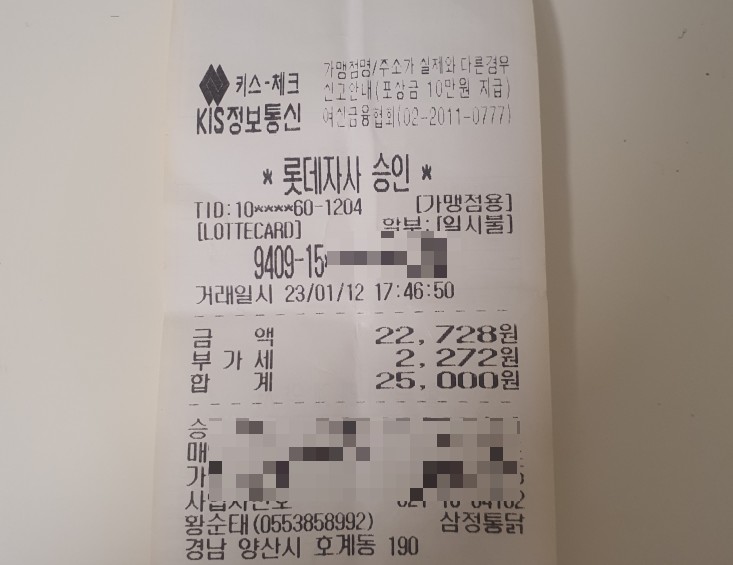 키스-체크
KIS정보통신
가맹점명/주소가 실제와 다른경우
신고안내(포상금 10만원 지급)
여신금융협회(02-2011-0777)
* 롯데자사 승인 *
TID:10****60-1204 [가맹점용]
[LOTTECARD] 할부:[일시불]
9409-15
거래일시 23/01/12 17:46:50
금 액 22,728원
부 가 세 2,272원
합 계 25,000원
승
매
가
황순태(0553858992) 삼정통닭
경남 양산시 호계동 190